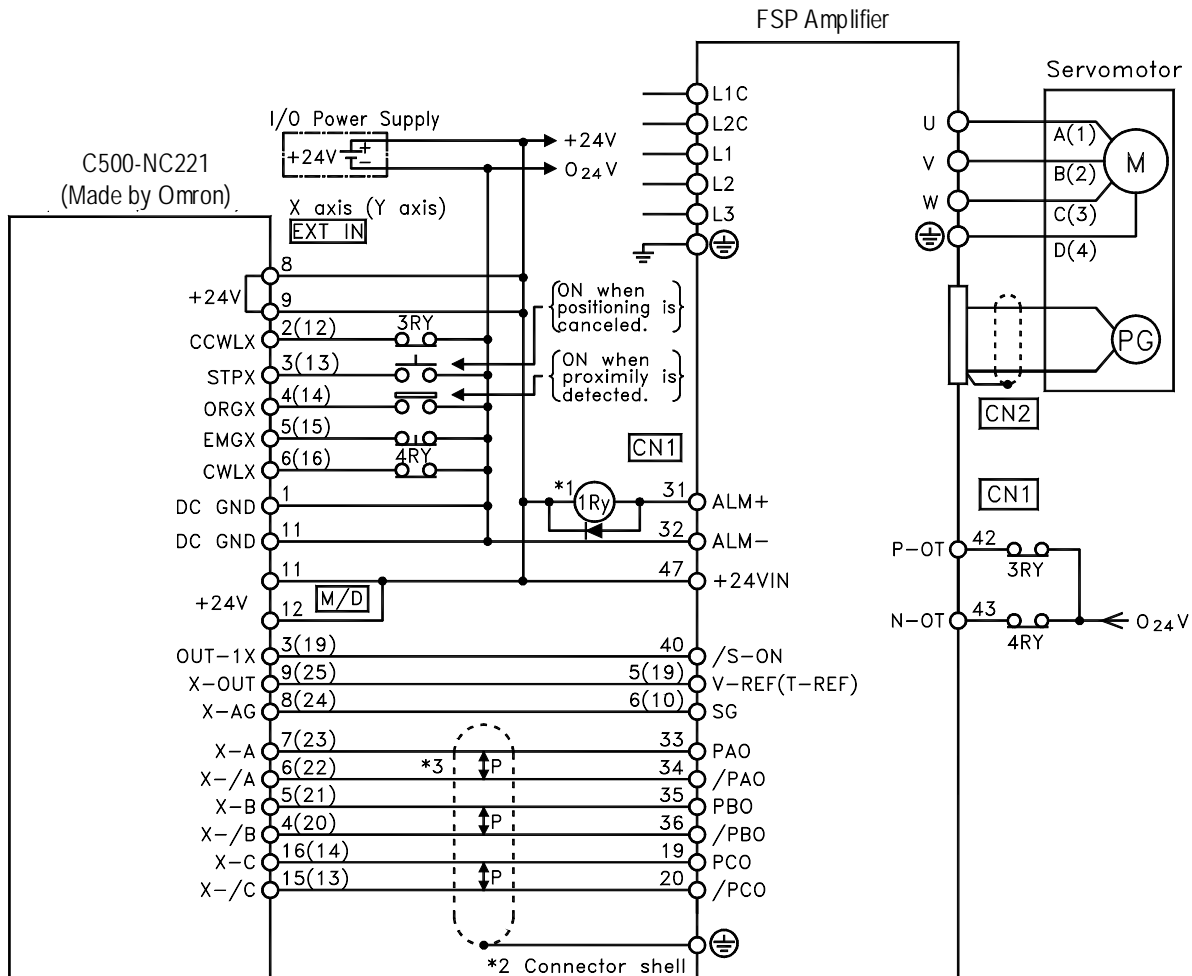 FSP Amplifier
Servomotor
I/O Power Supply
+24V
+
−
+24V
O24V
C500-NC221
(Made by Omron)
X axis (Y axis)
EXT IN
L1C
L2C
L1
L2
L3
U
V
W
A(1)
B(2)
C(3)
D(4)
M
PG
CN2
+24V
8
9
CCWLX
2(12)
3RY
STPX
3(13)
ORGX
4(14)
EMGX
5(15)
CWLX
6(16)
4RY
DC GND
1
DC GND
11
ON when
positioning is
canceled.
ON when
proximily is
detected.
CN1
*1
1Ry
31
ALM+
32
ALM−
47
+24VIN
+24V
11
12
M/D
CN1
P−OT
42
3RY
N−OT
43
4RY
O24V
OUT−1X
3(19)
40
/S−ON
X−OUT
9(25)
5(19)
V−REF(T−REF)
X−AG
8(24)
6(10)
SG
X−A
7(23)
33
PAO
*3
P
X−/A
6(22)
34
/PAO
X−B
5(21)
35
PBO
P
X−/B
4(20)
36
/PBO
X−C
16(14)
19
PCO
P
X−/C
15(13)
20
/PCO
*2 Connector shell